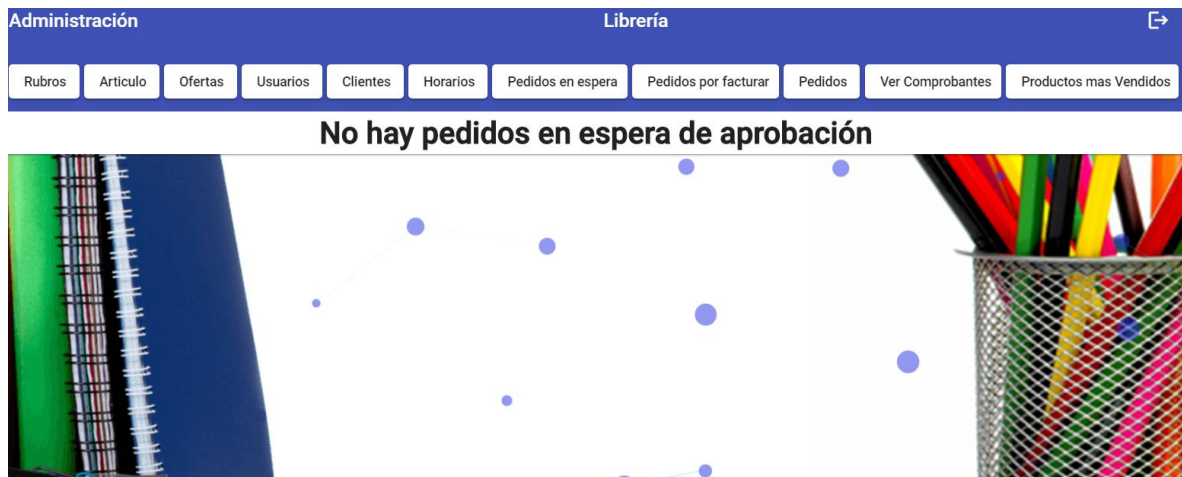 Administración Librería
Rubros Articulo Ofertas Usuarios Clientes Horarios Pedidos en espera Pedidos por facturar Pedidos Ver Comprobantes Productos mas Vendidos
No hay pedidos en espera de aprobación